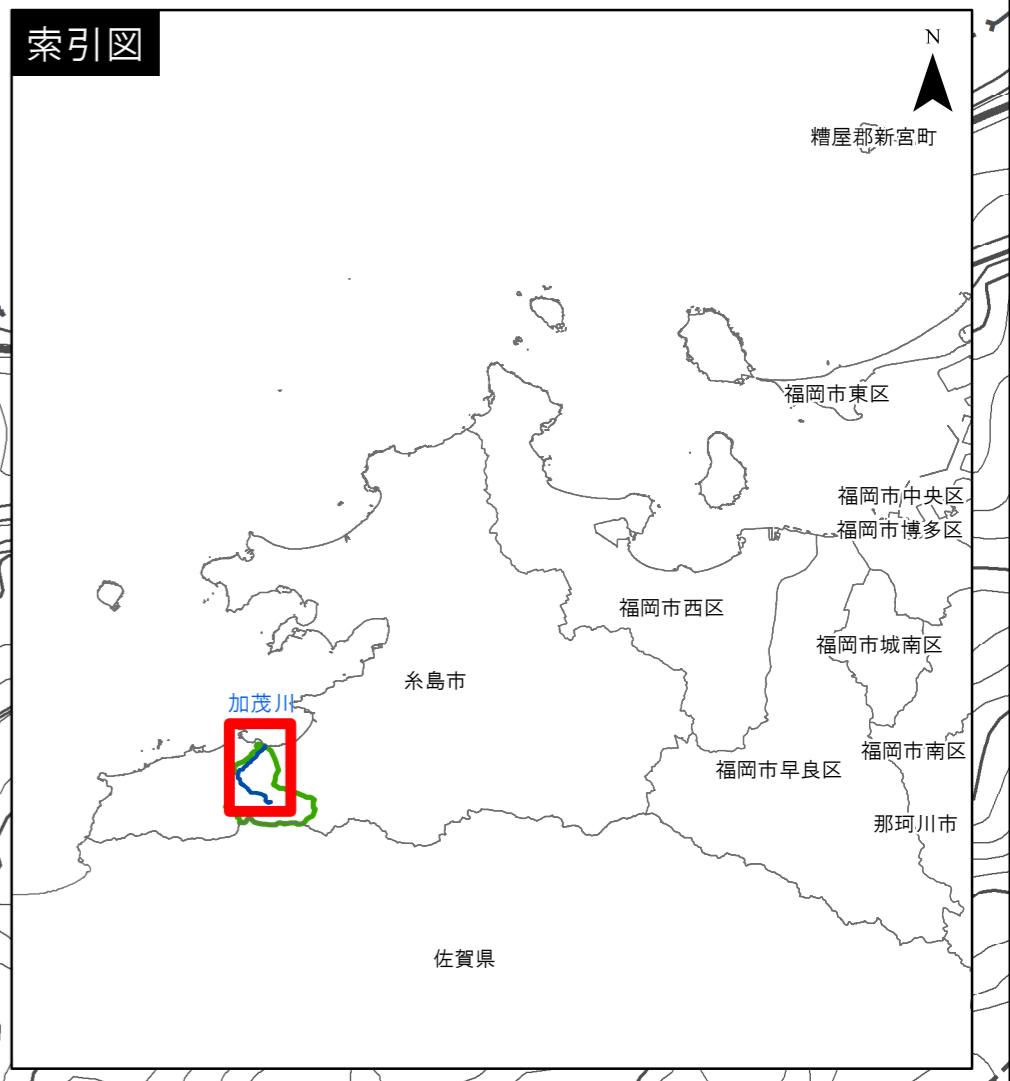 索引図
N
糟屋郡新宮町
福岡市東区
福岡市中央区
福岡市博多区
福岡市西区
福岡市城南区
糸島市
加茂川
福岡市南区
福岡市早良区
那珂川市
佐賀県